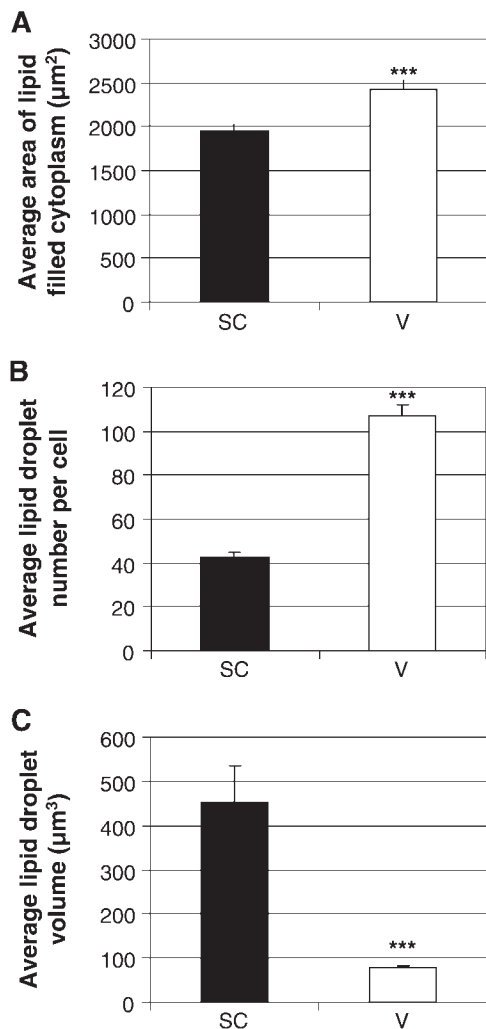 A
Average area of lipid
filled cytoplasm (µm²)
3000
2500
2000
1500
1000
500
0
***
SC V
B
Average lipid droplet
number per cell
120
100
80
60
40
20
0
***
SC V
C
Average lipid droplet
volume (µm³)
600
500
400
300
200
100
0
***
SC V